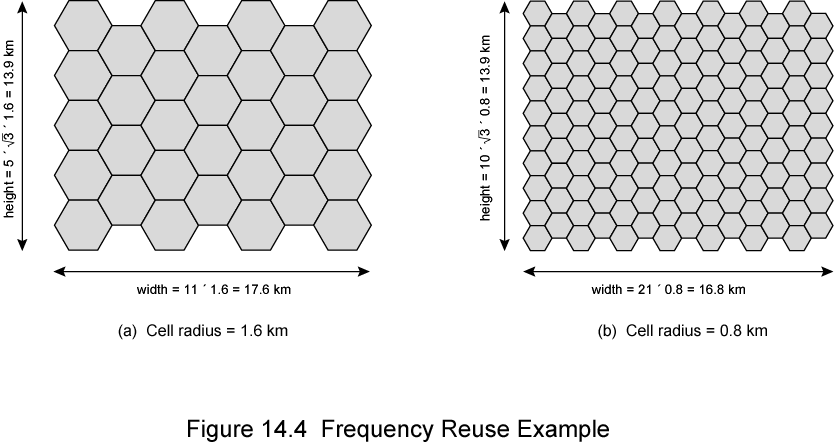 height = 5 ´ √3 ´ 1.6 = 13.9 km
width = 11 ´ 1.6 = 17.6 km
(a) Cell radius = 1.6 km
height = 10 ´ √3 ´ 0.8 = 13.9 km
width = 21 ´ 0.8 = 16.8 km
(b) Cell radius = 0.8 km
Figure 14.4 Frequency Reuse Example